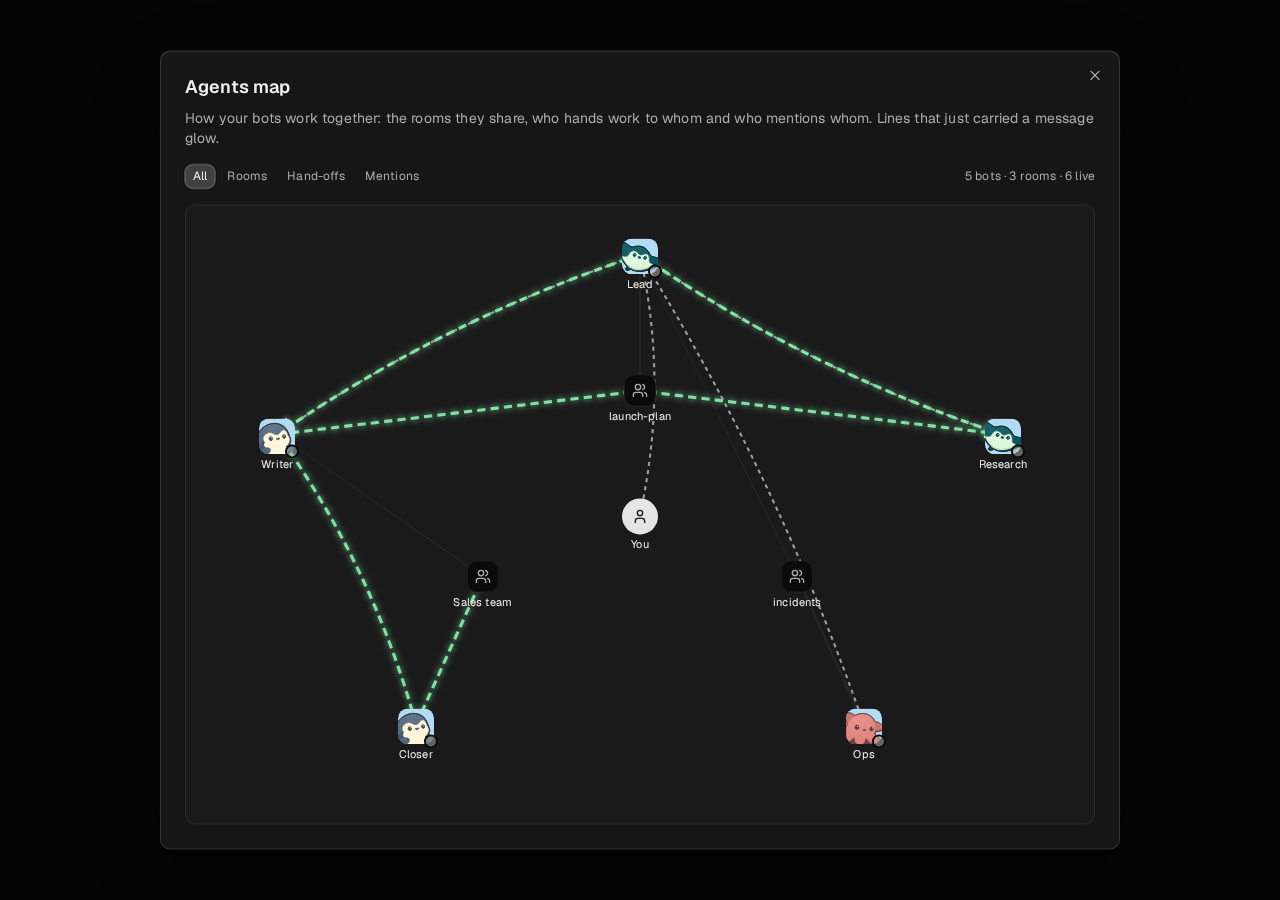 Agents map
How your bots work together: the rooms they share, who hands work to whom and who mentions whom. Lines that just carried a message
glow.
All Rooms Hand-offs Mentions 5 bots · 3 rooms · 6 live
Lead
launch-plan
Writer
Research
You
Sales team
incidents
Closer
Ops